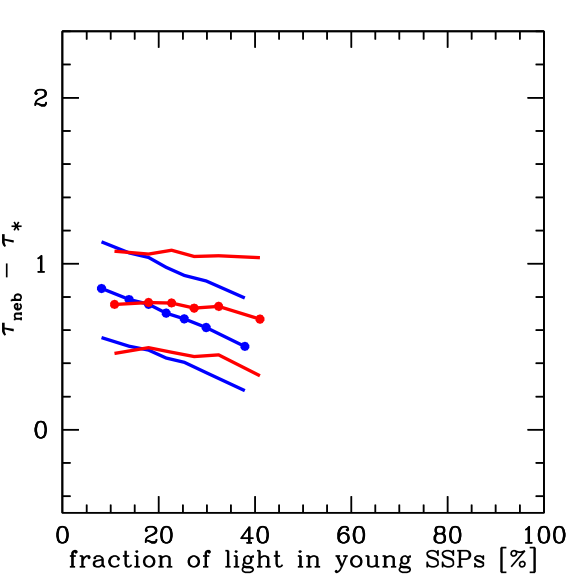 2
1
0
τneb − τ*
0 20 40 60 80 100
fraction of light in young SSPs [%]